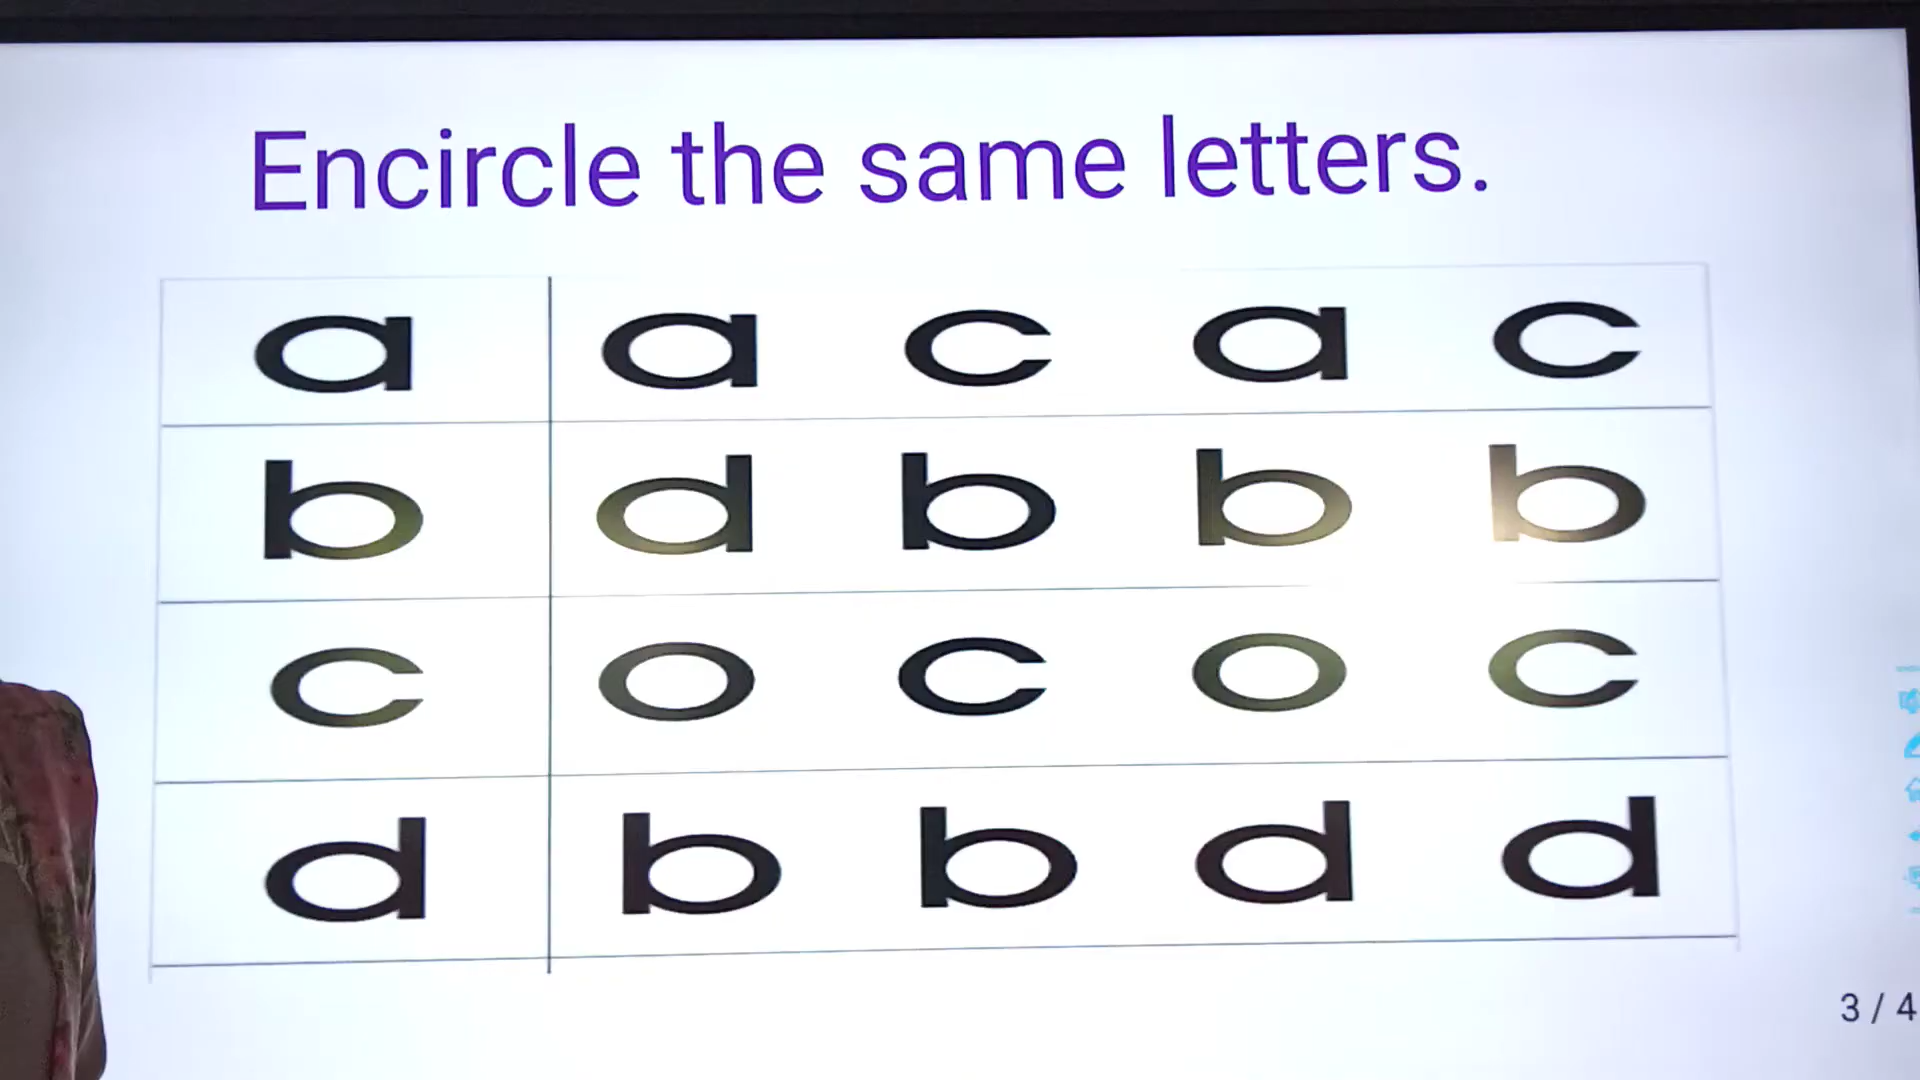 Encircle the same letters.
a a c a c
b d b b b
c o c o c
d b b d d
3 / 4